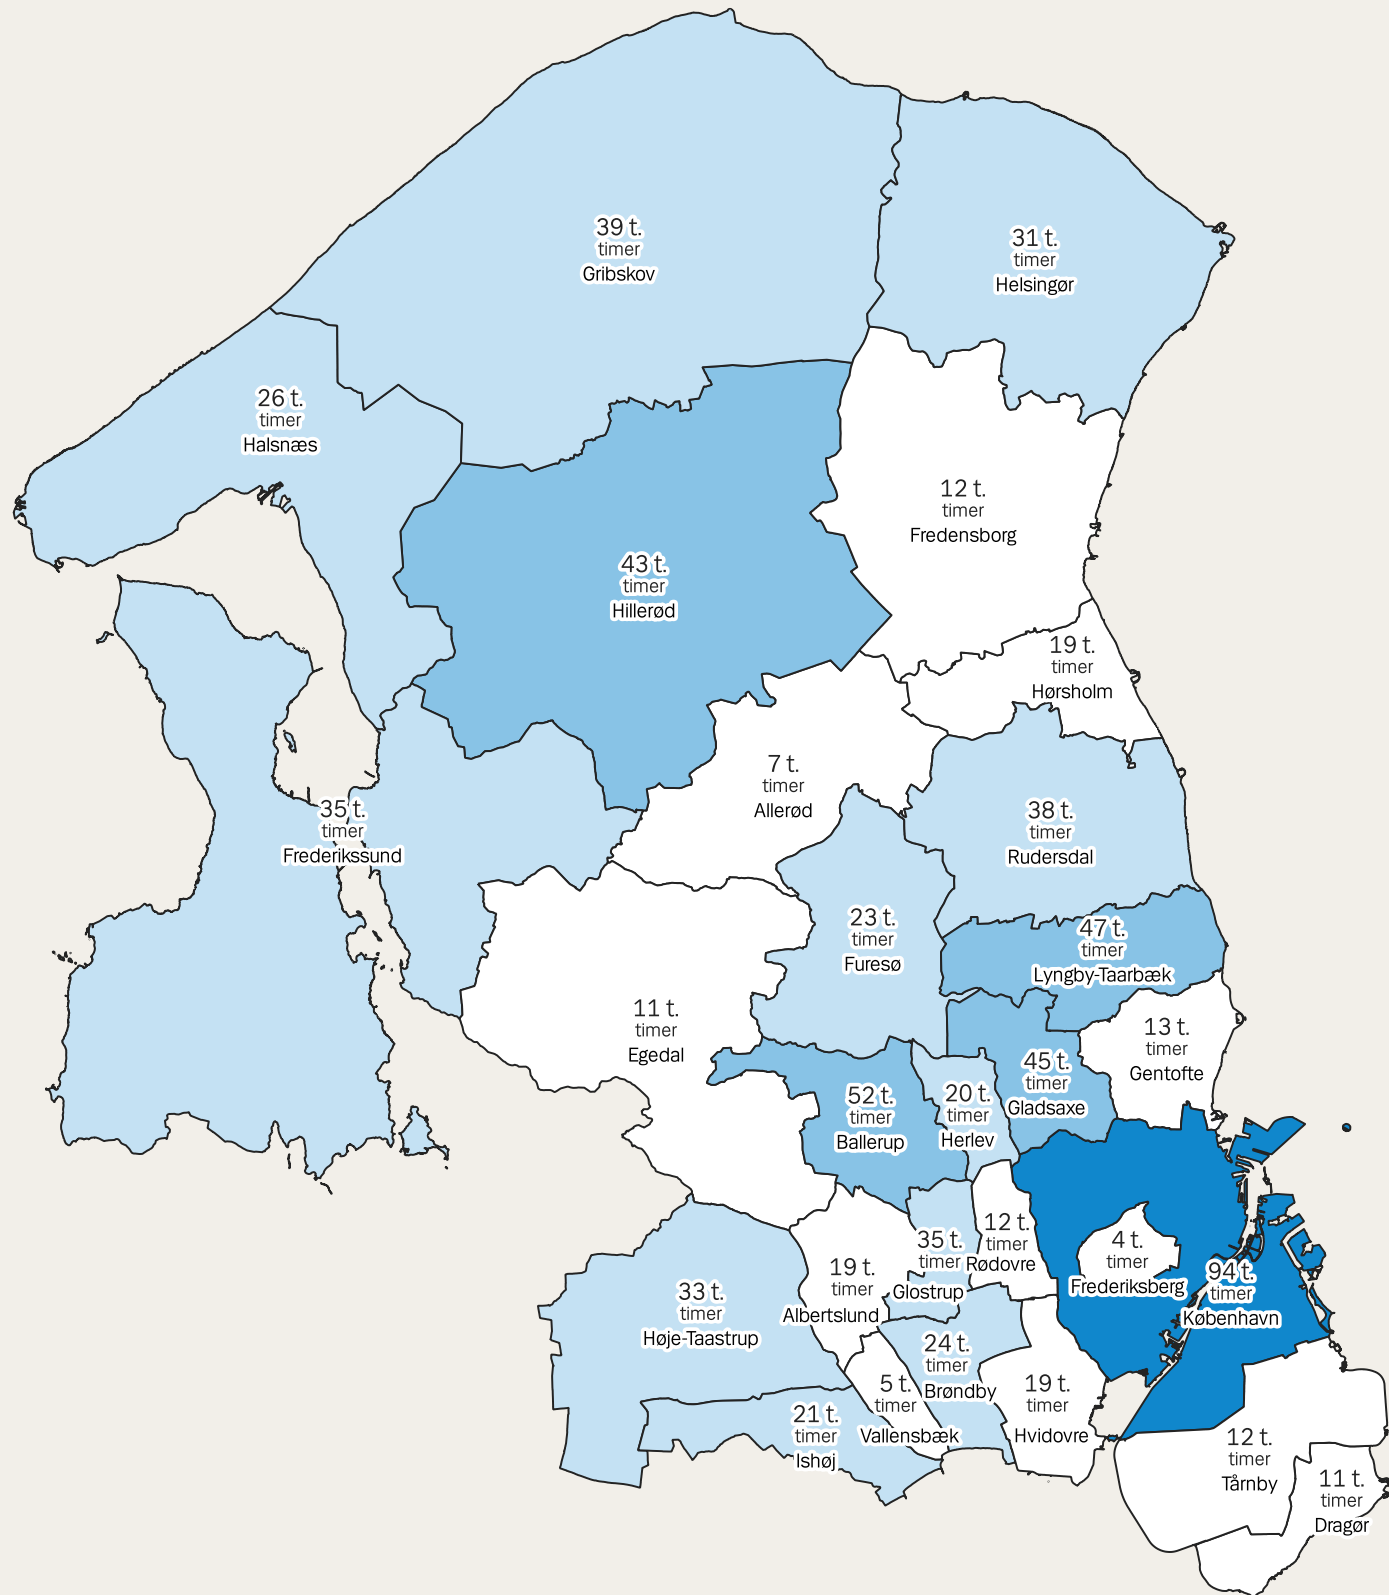 39 t.
timer
Gribskov
31 t.
timer
Helsingør
26 t.
timer
Halsnæs
12 t.
timer
Fredensborg
43 t.
timer
Hillerød
19 t.
timer
Hørsholm
7 t.
timer
Allerød
35 t.
timer
Frederikssund
38 t.
timer
Rudersdal
23 t.
timer
Furesø
47 t.
timer
Lyngby-Taarbæk
11 t.
timer
Egedal
13 t.
timer
Gentofte
45 t.
timer
Gladsaxe
52 t.
timer
Ballerup
20 t.
timer
Herlev
12 t.
timer
Rødovre
35 t.
timer
Glostrup
4 t.
timer
Frederiksberg
94 t.
timer
København
19 t.
timer
Albertslund
33 t.
timer
Høje-Taastrup
24 t.
timer
Brøndby
5 t.
timer
Vallensbæk
19 t.
timer
Hvidovre
21 t.
timer
Ishøj
12 t.
timer
Tårnby
11 t.
timer
Dragør